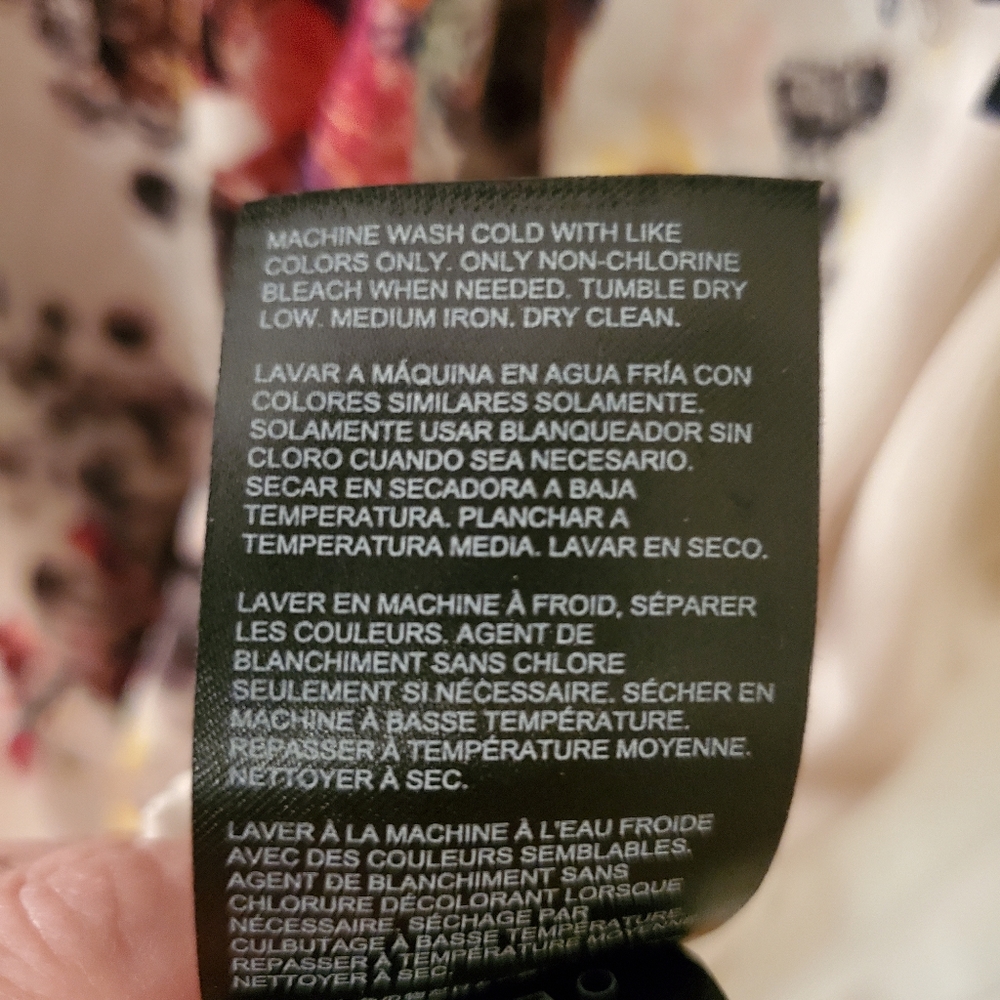 MACHINE WASH COLD WITH LIKE
COLORS ONLY. ONLY NON-CHLORINE
BLEACH WHEN NEEDED. TUMBLE DRY
LOW. MEDIUM IRON. DRY CLEAN.
LAVAR A MÁQUINA EN AGUA FRÍA CON
COLORES SIMILARES SOLAMENTE.
SOLAMENTE USAR BLANQUEADOR SIN
CLORO CUANDO SEA NECESARIO.
SECAR EN SECADORA A BAJA
TEMPERATURA. PLANCHAR A
TEMPERATURA MEDIA. LAVAR EN SECO.
LAVER EN MACHINE À FROID, SÉPARER
LES COULEURS. AGENT DE
BLANCHIMENT SANS CHLORE
SEULEMENT SI NÉCESSAIRE. SÉCHER EN
MACHINE À BASSE TEMPÉRATURE.
REPASSER À TEMPÉRATURE MOYENNE.
NETTOYER À SEC.
LAVER À LA MACHINE À L'EAU FROIDE
AVEC DES COULEURS SEMBLABLES.
AGENT DE BLANCHIMENT SANS
CHLORURE DÉCOLORANT LORSQUE
NÉCESSAIRE. SÉCHAGE PAR
CULBUTAGE À BASSE TEMPÉRATURE.
REPASSER À TEMPÉRATURE MOYENNE.
NETTOYER À SEC.